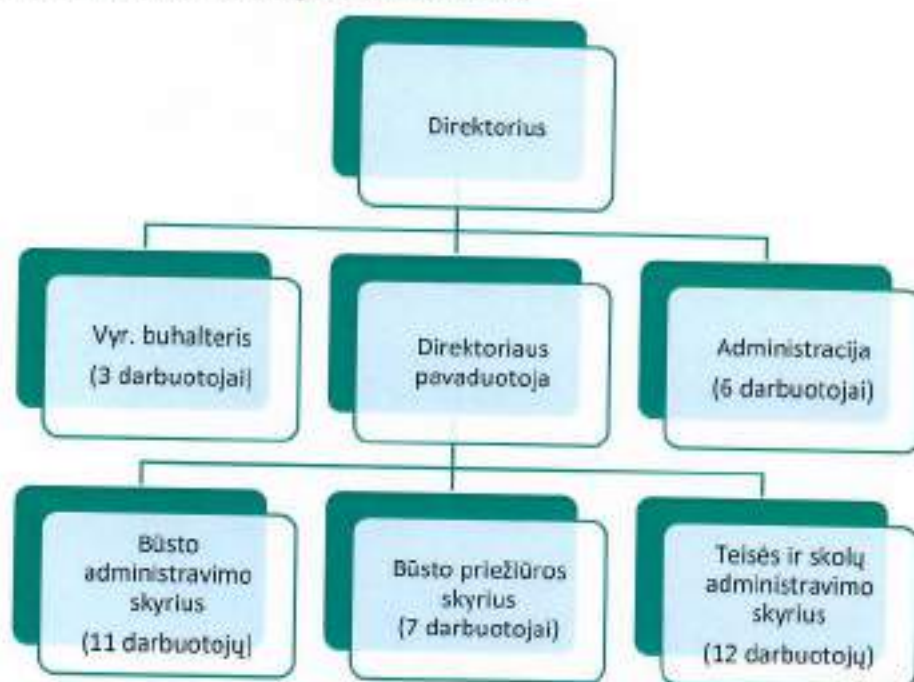 Direktorius
Vyr. buhalteris
(3 darbuotojai)
Direktoriaus
pavaduotoja
Administracija
(6 darbuotojai)
Būsto
administravimo
skyrius
(11 darbuotojų)
Būsto priežiūros
skyrius
(7 darbuotojai)
Teisės ir skolų
administravimo
skyrius
(12 darbuotojų)